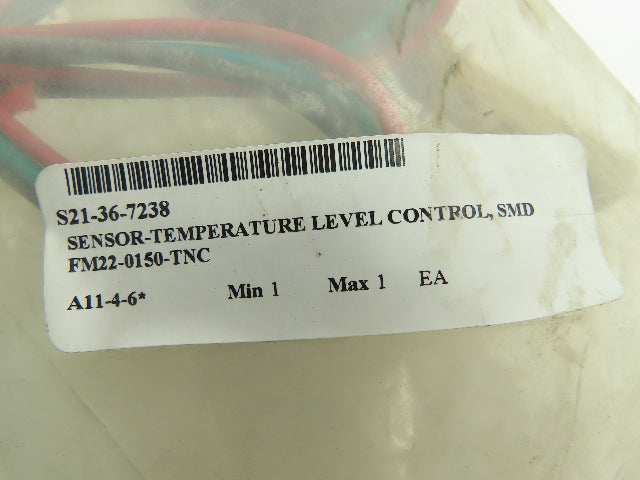 S21-36-7238
SENSOR-TEMPERATURE LEVEL CONTROL, SMD
FM22-0150-TNC
A11-4-6* Min 1 Max 1 EA